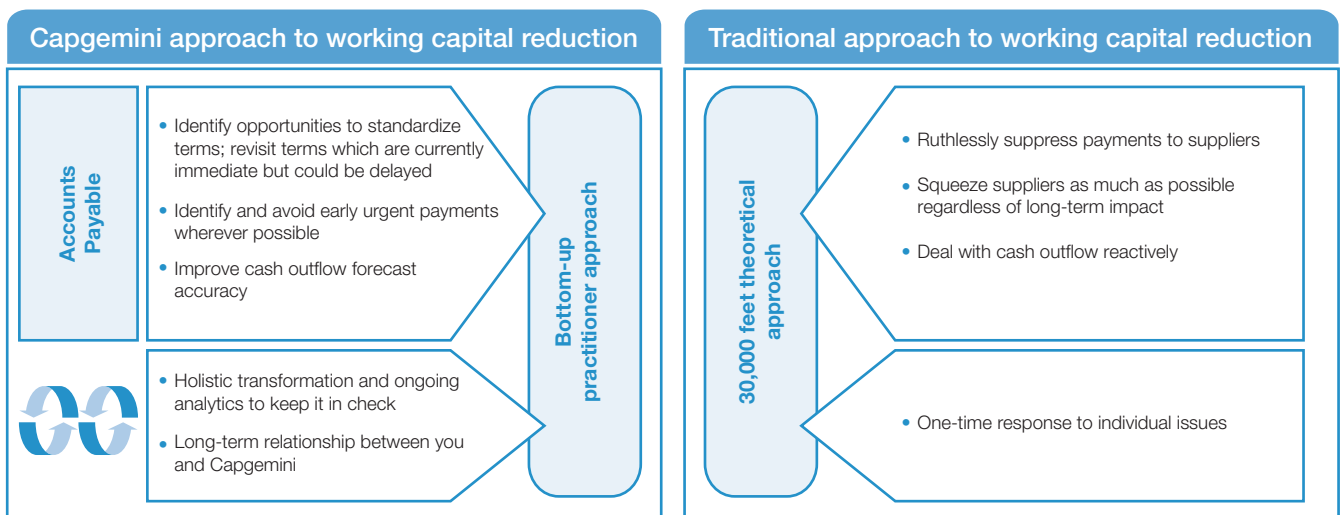 Capgemini approach to working capital reduction
Accounts
Payable
• Identify opportunities to standardize
terms; revisit terms which are currently
immediate but could be delayed
• Identify and avoid early urgent payments
wherever possible
• Improve cash outflow forecast
accuracy
• Holistic transformation and ongoing
analytics to keep it in check
• Long-term relationship between you
and Capgemini
Bottom-up
practitioner approach
Traditional approach to working capital reduction
30,000 feet theoretical
approach
• Ruthlessly suppress payments to suppliers
• Squeeze suppliers as much as possible
regardless of long-term impact
• Deal with cash outflow reactively
• One-time response to individual issues